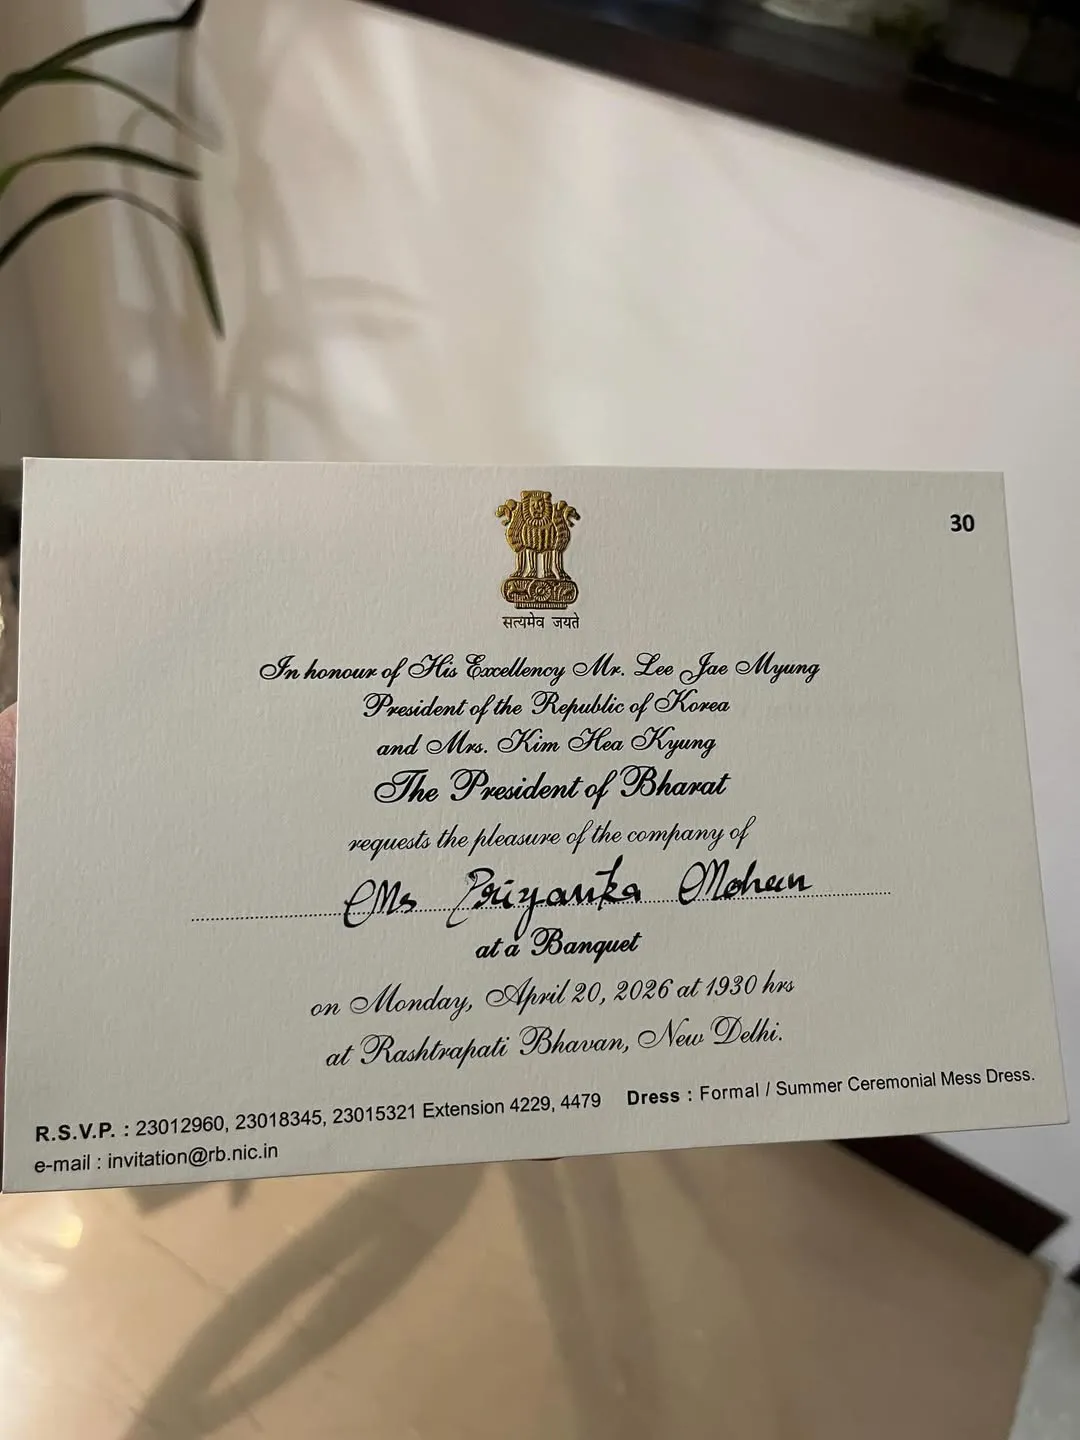 30
सत्यमेव जयते
In honour of His Excellency Mr. Lee Jae Myung
President of the Republic of Korea
and Mrs. Kim Hea Kyung
The President of Bharat
requests the pleasure of the company of
Ms Priyanka Mohan
at a Banquet
on Monday, April 20, 2026 at 1930 hrs
at Rashtrapati Bhavan, New Delhi.
R.S.V.P. : 23012960, 23018345, 23015321 Extension 4229, 4479 Dress : Formal / Summer Ceremonial Mess Dress.
e-mail : invitation@rb.nic.in